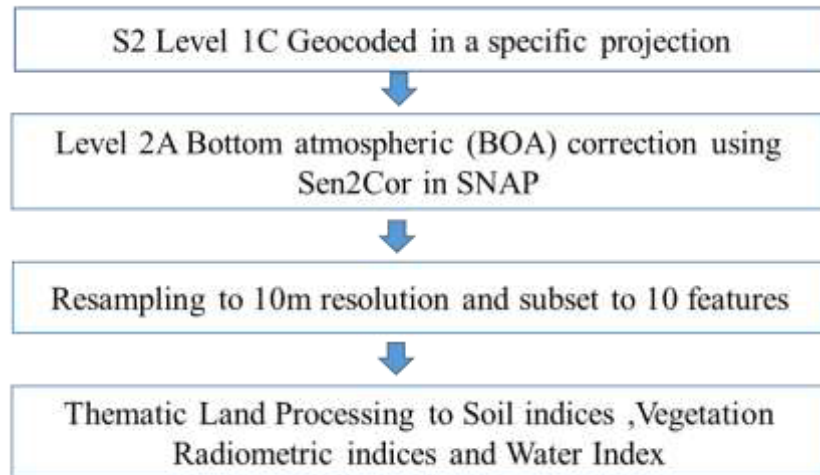 S2 Level 1C Geocoded in a specific projection
Level 2A Bottom atmospheric (BOA) correction using
Sen2Cor in SNAP
Resampling to 10m resolution and subset to 10 features
Thematic Land Processing to Soil indices ,Vegetation
Radiometric indices and Water Index